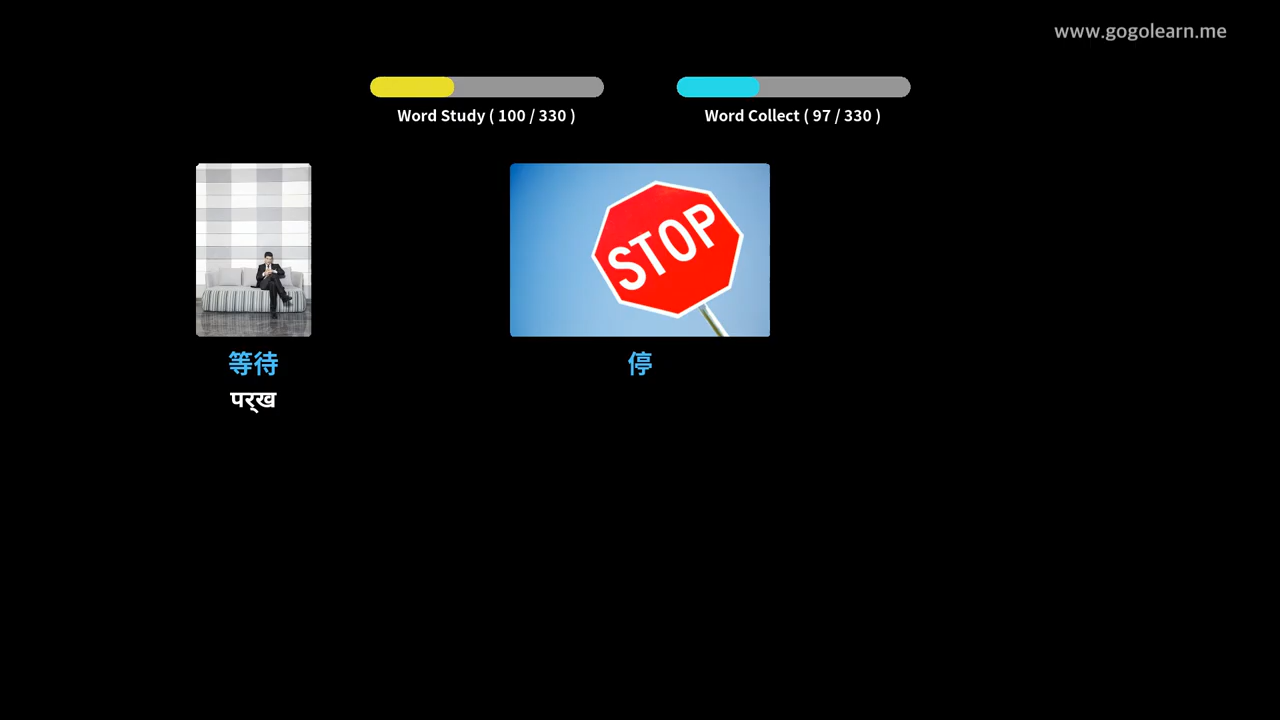 www.gogolearn.me
Word Study ( 100 / 330 )
Word Collect ( 97 / 330 )
STOP
等待
停
पर्ख